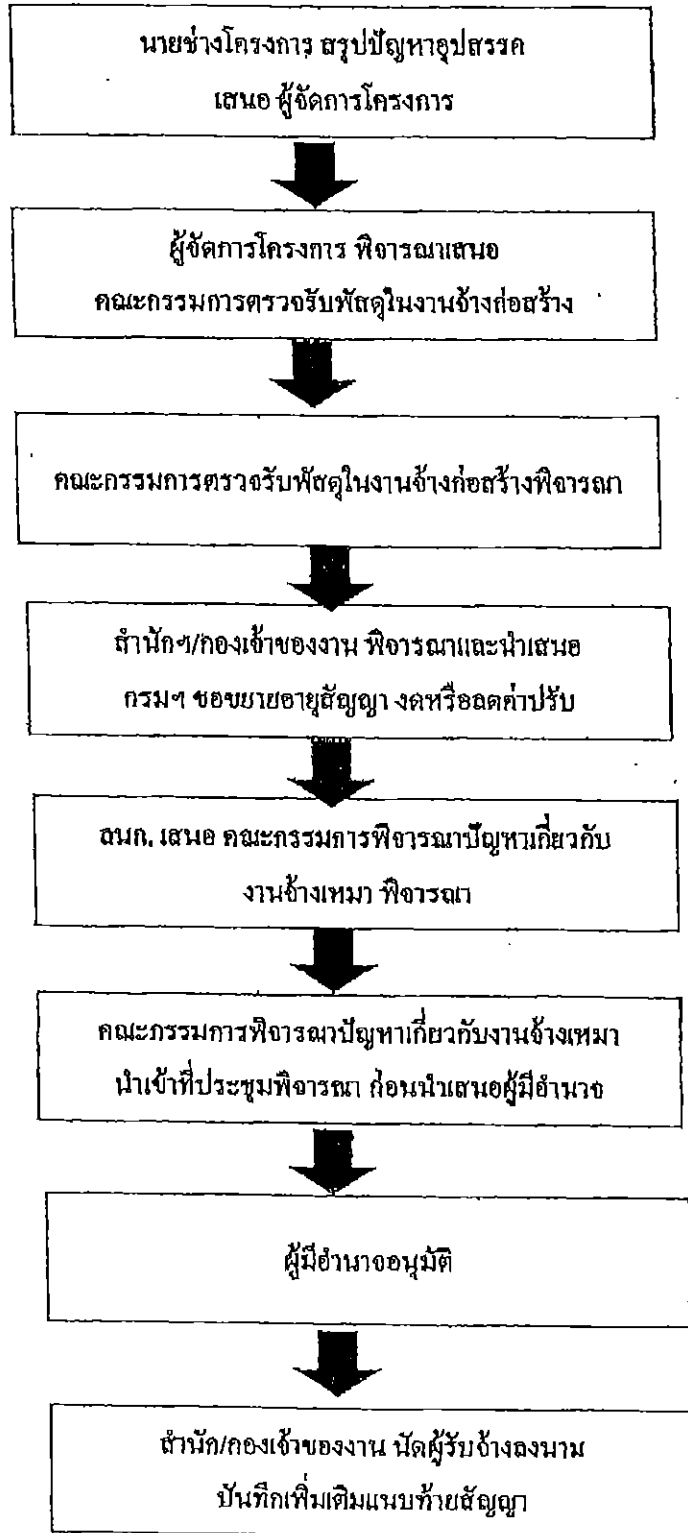 นายช่างโครงการ สรุปปัญหาอุปสรรค
เสนอ ผู้จัดการโครงการ
ผู้จัดการโครงการ พิจารณาเสนอ
คณะกรรมการตรวจรับพัสดุในงานจ้างก่อสร้าง
คณะกรรมการตรวจรับพัสดุในงานจ้างก่อสร้างพิจารณา
สำนักฯ/กองเจ้าของงาน พิจารณาและนำเสนอ
กรมฯ ขอขยายอายุสัญญา งดหรือลดค่าปรับ
สนก. เสนอ คณะกรรมการพิจารณาปัญหาเกี่ยวกับ
งานจ้างเหมา พิจารณา
คณะกรรมการพิจารณาปัญหาเกี่ยวกับงานจ้างเหมา
นำเข้าที่ประชุมพิจารณา ก่อนนำเสนอผู้มีอำนาจ
ผู้มีอำนาจอนุมัติ
สำนัก/กองเจ้าของงาน นัดผู้รับจ้างลงนาม
บันทึกเพิ่มเติมแนบท้ายสัญญา